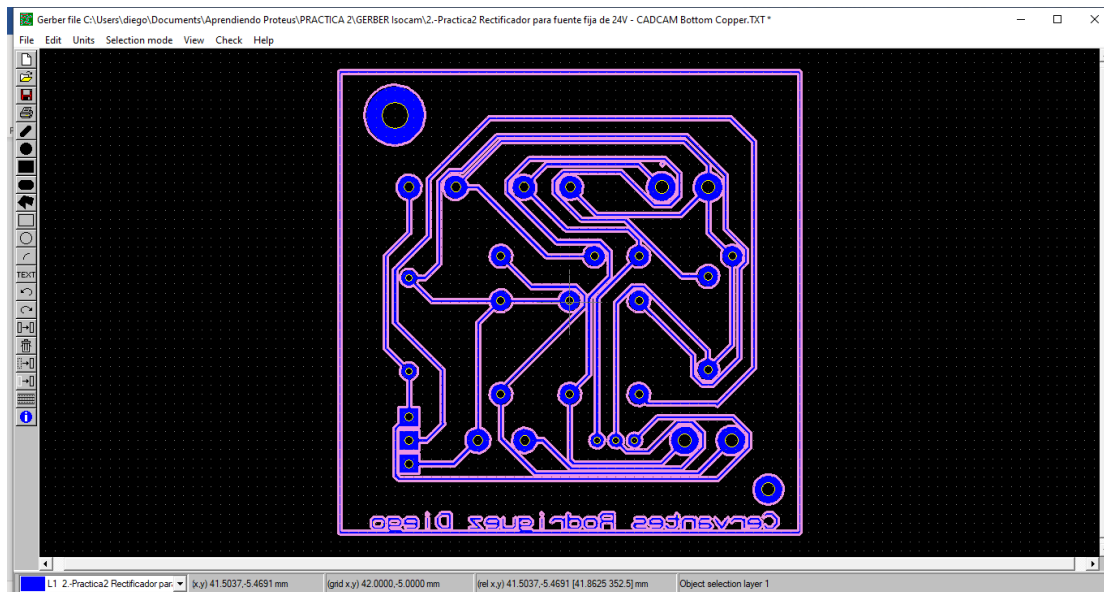 Gerber file C:\Users\diego\Documents\Aprendiendo Proteus\PRACTICA 2\GERBER Isocam\2.-Practica2 Rectificador para fuente fija de 24V - CADCAM Bottom Copper.TXT *
File Edit Units Selection mode View Check Help
TEXT
Cervantes Rodriguez Diego
L1 2.-Practica2 Rectificador par (x,y) 41.5037,-5.4691 mm (grid x,y) 42.0000,-5.0000 mm (rel x,y) 41.5037,-5.4691 [41.8625 352.5] mm Object selection layer 1